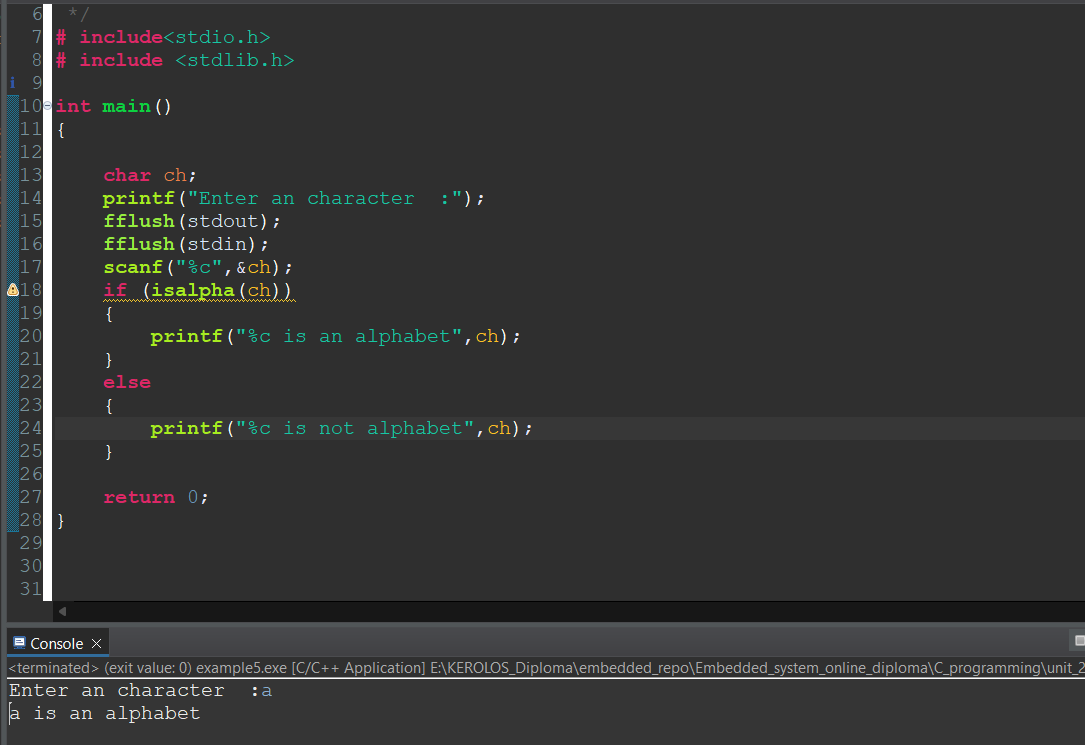 6 */
7 # include<stdio.h>
8 # include <stdlib.h>
i 9
10 int main()
11 {
12
13     char ch;
14     printf("Enter an character  :");
15     fflush(stdout);
16     fflush(stdin);
17     scanf("%c",&ch);
18     if (isalpha(ch))
19     {
20         printf("%c is an alphabet",ch);
21     }
22     else
23     {
24         printf("%c is not alphabet",ch);
25     }
26
27     return 0;
28 }
29
30
31
Console
<terminated> (exit value: 0) example5.exe [C/C++ Application] E:\KEROLOS_Diploma\embedded_repo\Embedded_system_online_diploma\C_programming\unit_2
Enter an character  :a
a is an alphabet